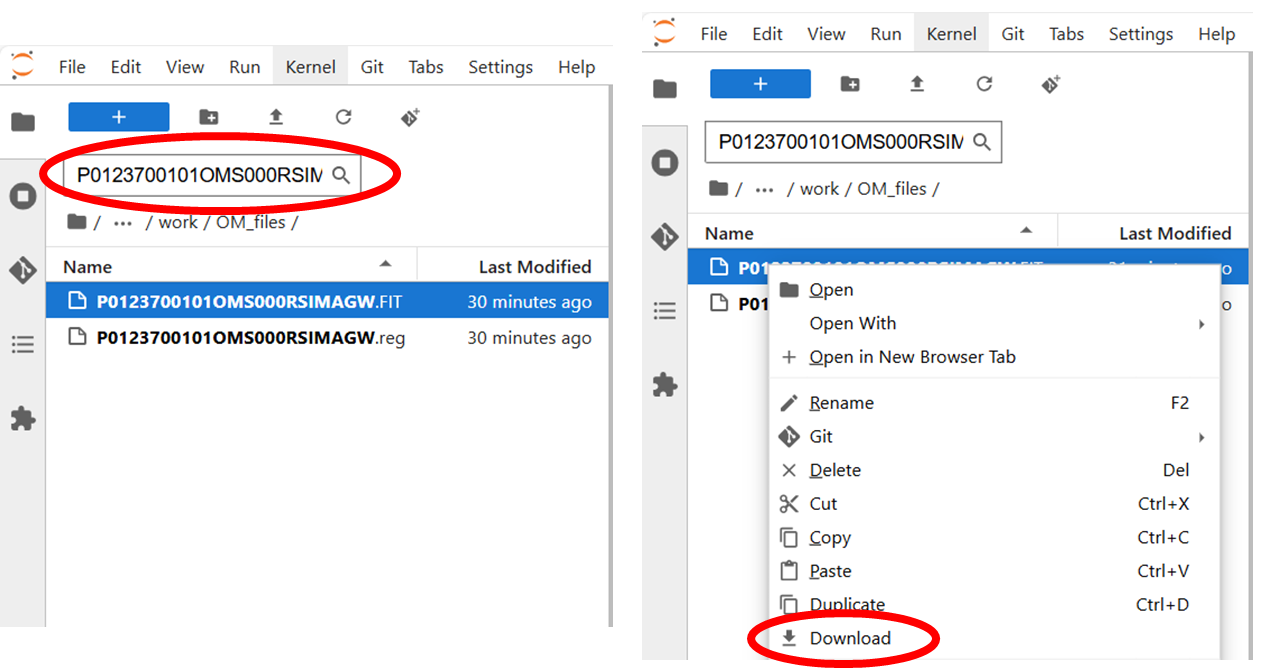 File Edit View Run Kernel Git Tabs Settings Help
+
P0123700101OMS000RSIM
/ ··· / work / OM_files /
Name Last Modified
P0123700101OMS000RSIMAGW.FIT 30 minutes ago
P0123700101OMS000RSIMAGW.reg 30 minutes ago
File Edit View Run Kernel Git Tabs Settings Help
+
P0123700101OMS000RSIM
/ ··· / work / OM_files /
Name Last Modified
P01
P01 o
Open
Open With
Open in New Browser Tab
Rename F2
Git
Delete Del
Cut Ctrl+X
Copy Ctrl+C
Paste Ctrl+V
Duplicate Ctrl+D
Download